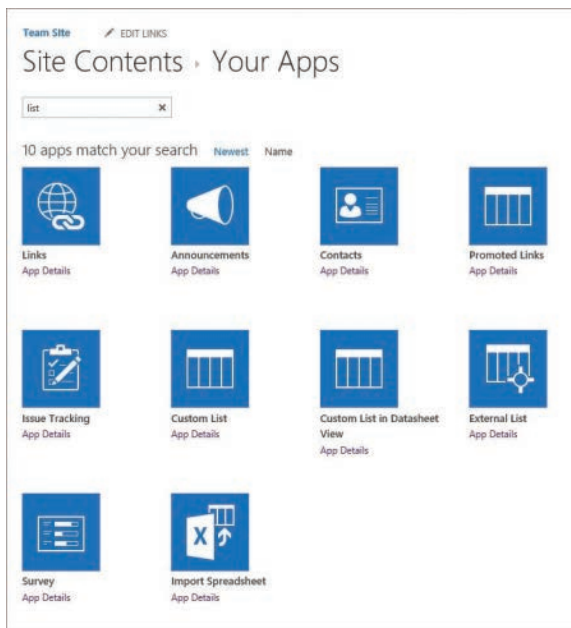 Team Site EDIT LINKS
Site Contents › Your Apps
list ×
10 apps match your search Newest Name
Links Announcements Contacts Promoted Links
App Details App Details App Details App Details
Issue Tracking Custom List Custom List in Datasheet View External List
App Details App Details App Details App Details
Survey Import Spreadsheet
App Details App Details